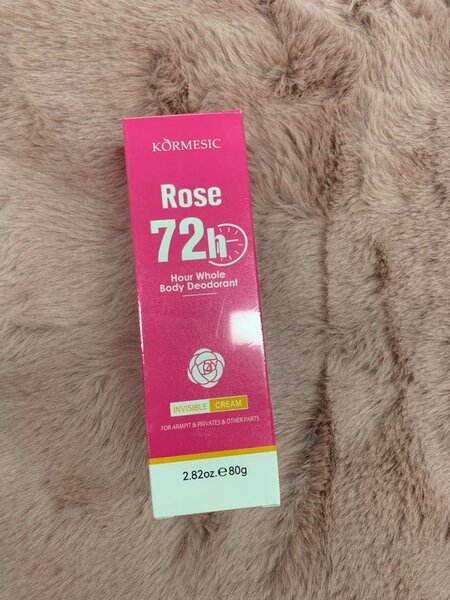 KORMESIC
Rose
72h
Hour Whole
Body Deodorant
INVISIBLE CREAM
FOR ARMPIT & PRIVATES & OTHER PARTS
2.82oz.℮80g